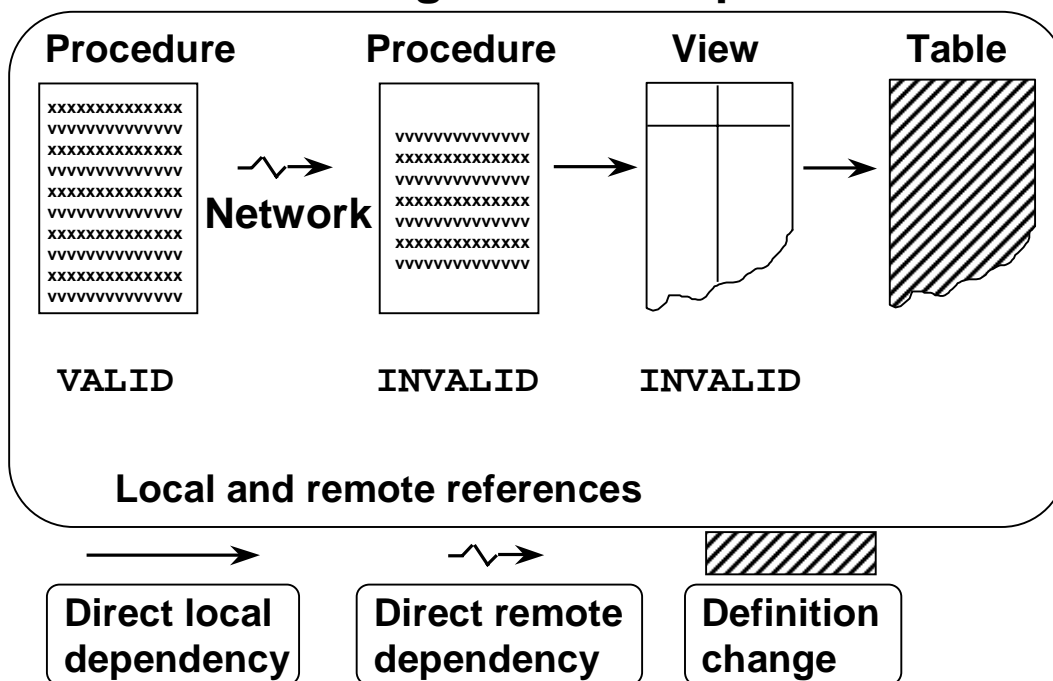 Procedure Procedure View Table
xxxxxxxxxxxxxx
vvvvvvvvvvvvvv
xxxxxxxxxxxxxx
vvvvvvvvvvvvvv
xxxxxxxxxxxxxx
vvvvvvvvvvvvvv
xxxxxxxxxxxxxx
vvvvvvvvvvvvvv
xxxxxxxxxxxxxx
vvvvvvvvvvvvvv
Network
vvvvvvvvvvvvvv
xxxxxxxxxxxxxx
vvvvvvvvvvvvvv
xxxxxxxxxxxxxx
vvvvvvvvvvvvvv
xxxxxxxxxxxxxx
vvvvvvvvvvvvvv
VALID INVALID INVALID
Local and remote references
Direct local
dependency
Direct remote
dependency
Definition
change